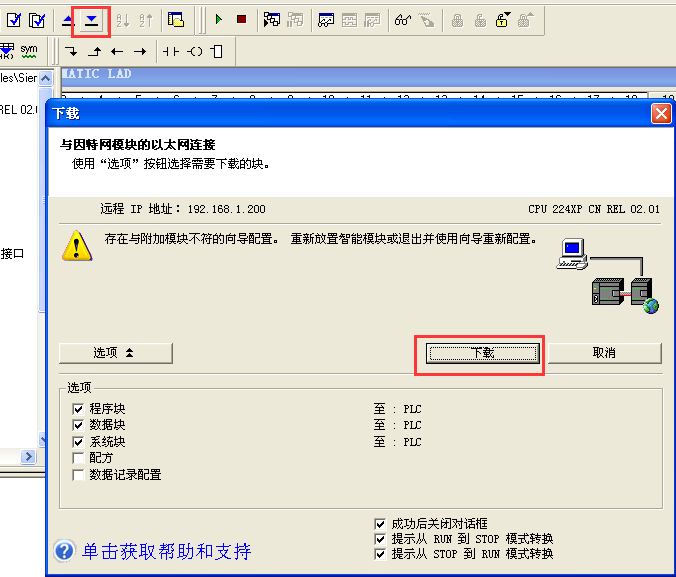 sym
les\Sier
MATIC LAD
REL 02.0
接口
下载
与因特网模块的以太网连接
使用“选项”按钮选择需要下载的块。
远程 IP 地址： 192.168.1.200 CPU 224XP CN REL 02.01
存在与附加模块不符的向导配置。 重新放置智能模块或退出并使用向导重新配置。
选项 下载 取消
选项
程序块 至 : PLC
数据块 至 : PLC
系统块 至 : PLC
配方
数据记录配置
成功后关闭对话框
提示从 RUN 到 STOP 模式转换
提示从 STOP 到 RUN 模式转换
单击获取帮助和支持